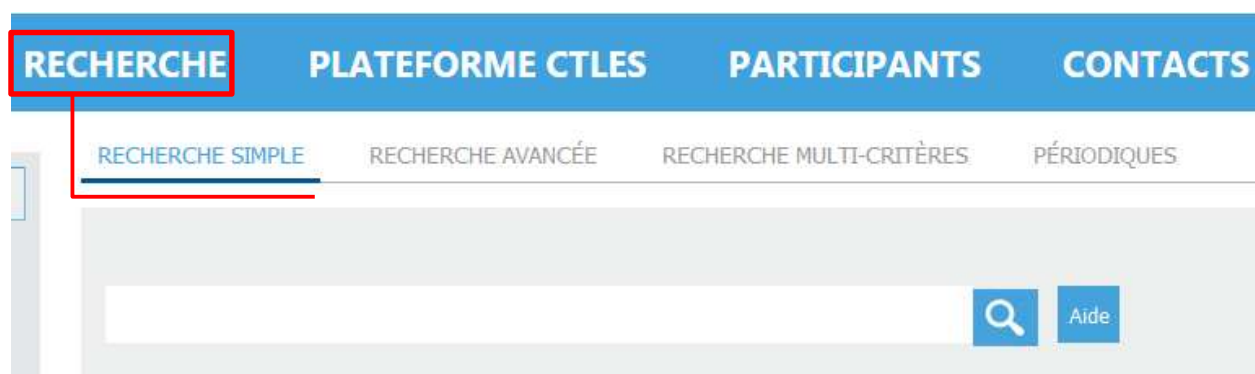 RECHERCHE PLATEFORME CTLES PARTICIPANTS CONTACTS
RECHERCHE SIMPLE RECHERCHE AVANCÉE RECHERCHE MULTI-CRITÈRES PÉRIODIQUES
Aide